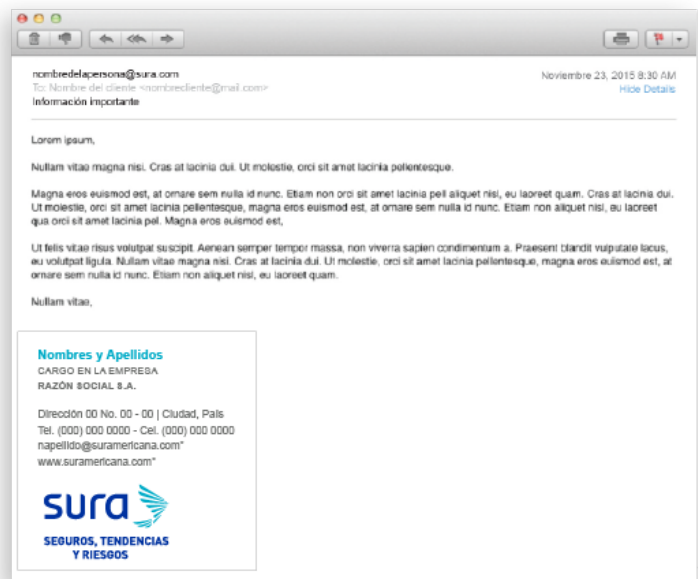 nombredelapersona@sura.com
Noviembre 23, 2015 8:30 AM
To: Nombre del cliente <nombrecliente@mail.com>
Hide Details
Información importante
Lorem ipsum,
Nullam vitae magna nisi. Cras at lacinia dui. Ut molestie, orci sit amet lacinia pellentesque.
Magna eros euismod est, at ornare sem nulla id nunc. Etiam non orci sit amet lacinia pell aliquet nisl, eu laoreet quam. Cras at lacinia dui.
Ut molestie, orci sit amet lacinia pellentesque, magna eros euismod est, at ornare sem nulla id nunc. Etiam non aliquet nisl, eu laoreet
qua orci sit amet lacinia pel. Magna eros euismod est,
Ut felis vitae risus volutpat suscipit. Aenean semper tempor massa, non viverra sapien condimentum a. Praesent blandit vulputate lacus,
eu volutpat ligula. Nullam vitae magna nisi. Cras at lacinia dui. Ut molestie, orci sit amet lacinia pellentesque, magna eros euismod est, at
ornare sem nulla id nunc. Etiam non aliquet nisl, eu laoreet quam.
Nullam vitae,
Nombres y Apellidos
CARGO EN LA EMPRESA
RAZÓN SOCIAL S.A.
Dirección 00 No. 00 - 00 | Ciudad, País
Tel. (000) 000 0000 - Cel. (000) 000 0000
napellido@suramericana.com*
www.suramericana.com*
sura
SEGUROS, TENDENCIAS
Y RIESGOS